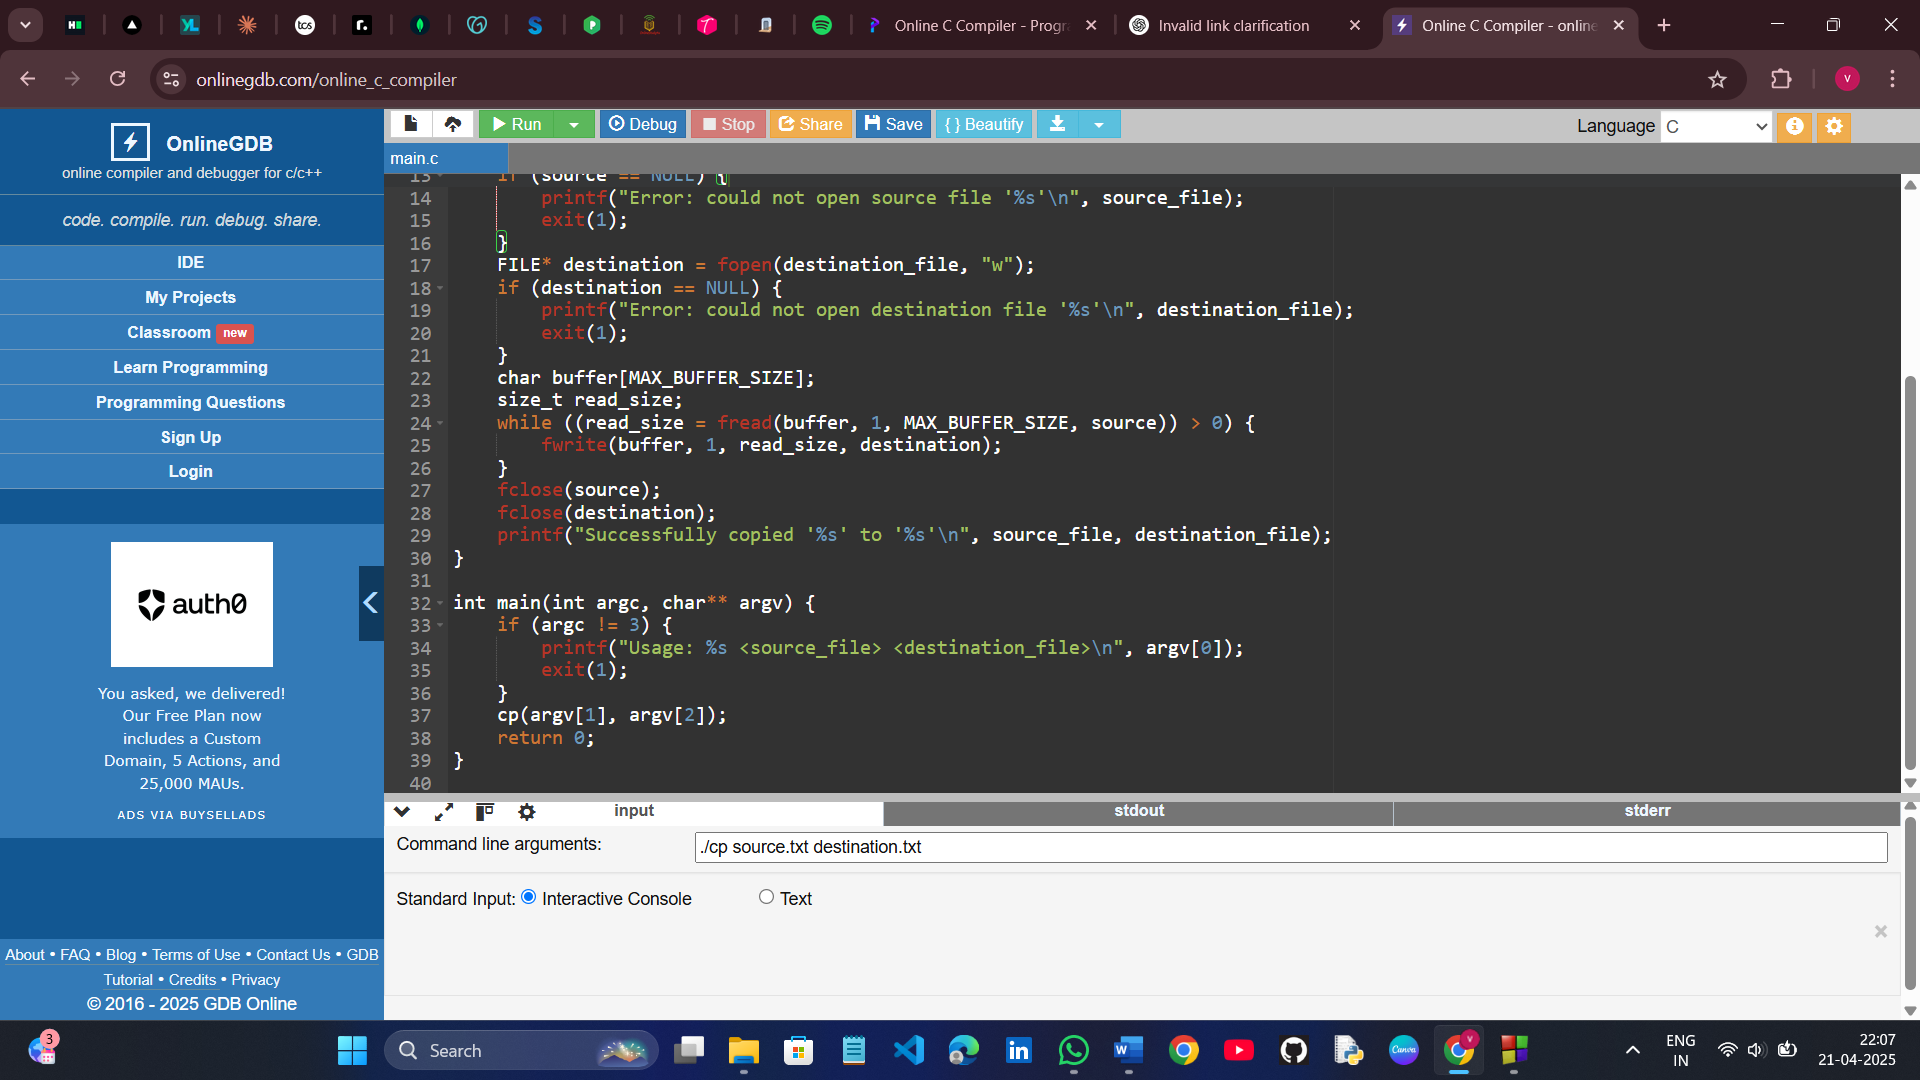 Online C Compiler - Progr
Invalid link clarification
Online C Compiler - online
onlinegdb.com/online_c_compiler
OnlineGDB
online compiler and debugger for c/c++
code. compile. run. debug. share.
IDE
My Projects
Classroom new
Learn Programming
Programming Questions
Sign Up
Login
auth0
You asked, we delivered!
Our Free Plan now
includes a Custom
Domain, 5 Actions, and
25,000 MAUs.
ADS VIA BUYSELLADS
About • FAQ • Blog • Terms of Use • Contact Us • GDB
Tutorial • Credits • Privacy
© 2016 - 2025 GDB Online
Run Debug Stop Share Save { } Beautify
Language C
main.c
13 if (source == NULL) {
14 printf("Error: could not open source file '%s'\n", source_file);
15 exit(1);
16 }
17 FILE* destination = fopen(destination_file, "w");
18 if (destination == NULL) {
19 printf("Error: could not open destination file '%s'\n", destination_file);
20 exit(1);
21 }
22 char buffer[MAX_BUFFER_SIZE];
23 size_t read_size;
24 while ((read_size = fread(buffer, 1, MAX_BUFFER_SIZE, source)) > 0) {
25 fwrite(buffer, 1, read_size, destination);
26 }
27 fclose(source);
28 fclose(destination);
29 printf("Successfully copied '%s' to '%s'\n", source_file, destination_file);
30 }
31
32 int main(int argc, char** argv) {
33 if (argc != 3) {
34 printf("Usage: %s <source_file> <destination_file>\n", argv[0]);
35 exit(1);
36 }
37 cp(argv[1], argv[2]);
38 return 0;
39 }
40
input stdout stderr
Command line arguments: ./cp source.txt destination.txt
Standard Input: Interactive Console Text
3
Search
ENG
IN
22:07
21-04-2025